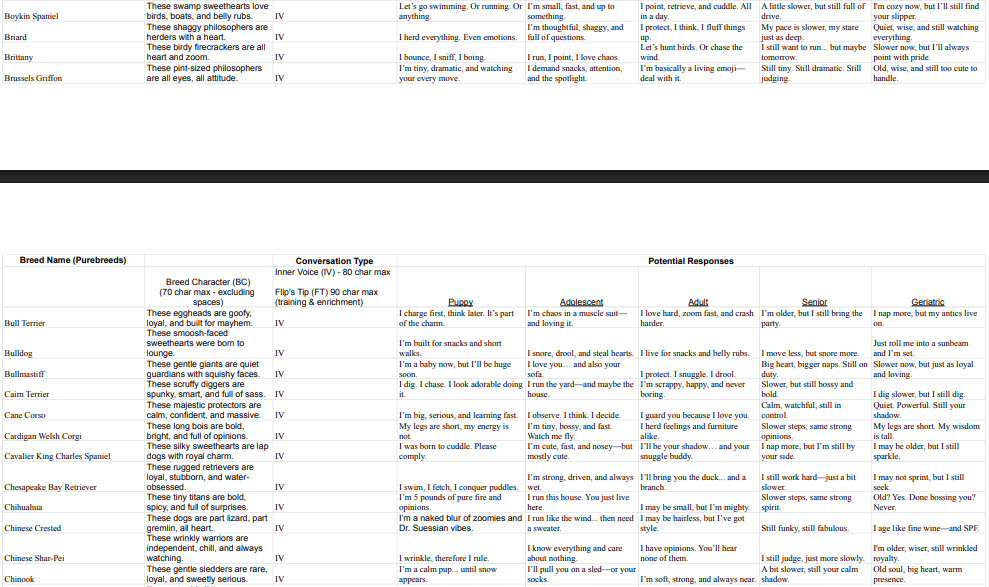 Boykin Spaniel
These swamp sweethearts love
birds, boats, and belly rubs.
IV
Let's go swimming. Or running. Or
anything.
I'm small, fast, and up to
something.
I point, retrieve, and cuddle. All
in a day.
A little slower, but still full of
drive.
I'm cozy now, but I'll still find
your slipper.
Briard
These shaggy philosophers are
herders with a heart.
IV
I herd everything. Even emotions.
I'm thoughtful, shaggy, and
full of questions.
I protect, I think, I fluff things
up.
My pace is slower, my stare
just as deep.
Quiet, wise, and still watching
everything.
Brittany
These birdy firecrackers are all
heart and zoom.
IV
I bounce, I sniff, I boing.
I run, I point, I love chaos.
Let's hunt birds. Or chase the
wind.
I still want to run... but maybe
tomorrow.
Slower now, but I'll always
point with pride.
Brussels Griffon
These pint-sized philosophers
are all eyes, all attitude.
IV
I'm tiny, dramatic, and watching
your every move.
I demand snacks, attention,
and the spotlight.
I'm basically a living emoji—
deal with it.
Still tiny. Still dramatic. Still
judging.
Old, wise, and still too cute to
handle.
Breed Name (Purebreeds)
Conversation Type
Potential Responses
Breed Character (BC)
(70 char max - excluding
spaces)
Inner Voice (IV) - 80 char max
Flip's Tip (FT) 90 char max
(training & enrichment)
Puppy
Adolescent
Adult
Senior
Geriatric
Bull Terrier
These eggheads are goofy,
loyal, and built for mayhem.
IV
I charge first, think later. It's part
of the charm.
I'm chaos in a muscle suit—
and loving it.
I love hard, zoom fast, and crash
harder.
I'm older, but I still bring the
party.
I nap more, but my antics live
on.
Bulldog
These smoosh-faced
sweethearts were born to
lounge.
IV
I'm built for snacks and short
walks.
I snore, drool, and steal hearts.
I live for snacks and belly rubs.
I move less, but snore more.
Just roll me into a sunbeam
and I'm set.
Bullmastiff
These gentle giants are quiet
guardians with squishy faces.
IV
I'm a baby now, but I'll be huge
soon.
I love you… and also your
sofa.
I protect. I snuggle. I drool.
Big heart, bigger naps. Still on
duty.
Slower now, but just as loyal
and loving.
Cairn Terrier
These scruffy diggers are
spunky, smart, and full of sass.
IV
I dig. I chase. I look adorable doing
it.
I run the yard—and maybe the
house.
I'm scrappy, happy, and never
boring.
Slower, but still bossy and
bold.
I dig slower, but I still dig.
Cane Corso
These majestic protectors are
calm, confident, and massive.
IV
I'm big, serious, and learning fast.
I observe. I think. I decide.
I guard you because I love you.
Calm, watchful, still in
control.
Quiet. Powerful. Still your
shadow.
Cardigan Welsh Corgi
These long bois are bold,
bright, and full of opinions.
IV
My legs are short, my energy is
not.
I'm tiny, bossy, and fast.
Watch me fly.
I herd feelings and furniture
alike.
Slower steps, same strong
opinions.
My legs are short. My wisdom
is tall.
Cavalier King Charles Spaniel
These silky sweethearts are lap
dogs with royal charm.
IV
I was born to cuddle. Please
comply.
I'm cute, fast, and nosey—but
mostly cute.
I'll be your shadow… and your
snuggle buddy.
I nap more, but I'm still by
your side.
I may be older, but I still
sparkle.
Chesapeake Bay Retriever
These rugged retrievers are
loyal, stubborn, and water-
obsessed.
IV
I swim, I fetch, I conquer puddles.
I'm strong, driven, and always
wet.
I'll bring you the duck... and a
branch.
I still work hard—just a bit
slower.
I may not sprint, but I still
seek.
Chihuahua
These tiny titans are bold,
spicy, and full of surprises.
IV
I'm 5 pounds of pure fire and
opinions.
I run this house. You just live
here.
I may be small, but I'm mighty.
Slower steps, same strong
spirit.
Old? Yes. Done bossing you?
Never.
Chinese Crested
These dogs are part lizard, part
gremlin, all heart.
IV
I'm a naked blur of zoomies and
Dr. Suessian vibes.
I run like the wind... then need
a sweater.
I may be hairless, but I've got
style.
Still funky, still fabulous.
I age like fine wine—and SPF.
Chinese Shar-Pei
These wrinkly warriors are
independent, chill, and always
watching.
IV
I wrinkle, therefore I rule.
I know everything and care
about nothing.
I have opinions. You'll hear
none of them.
I still judge, just more slowly.
I'm older, wiser, still wrinkled
royalty.
Chinook
These gentle sledders are rare,
loyal, and sweetly serious.
IV
I'm a calm pup... until snow
appears.
I'll pull you on a sled—or your
socks.
I'm soft, strong, and always near.
A bit slower, still your calm
shadow.
Old soul, big heart, warm
presence.